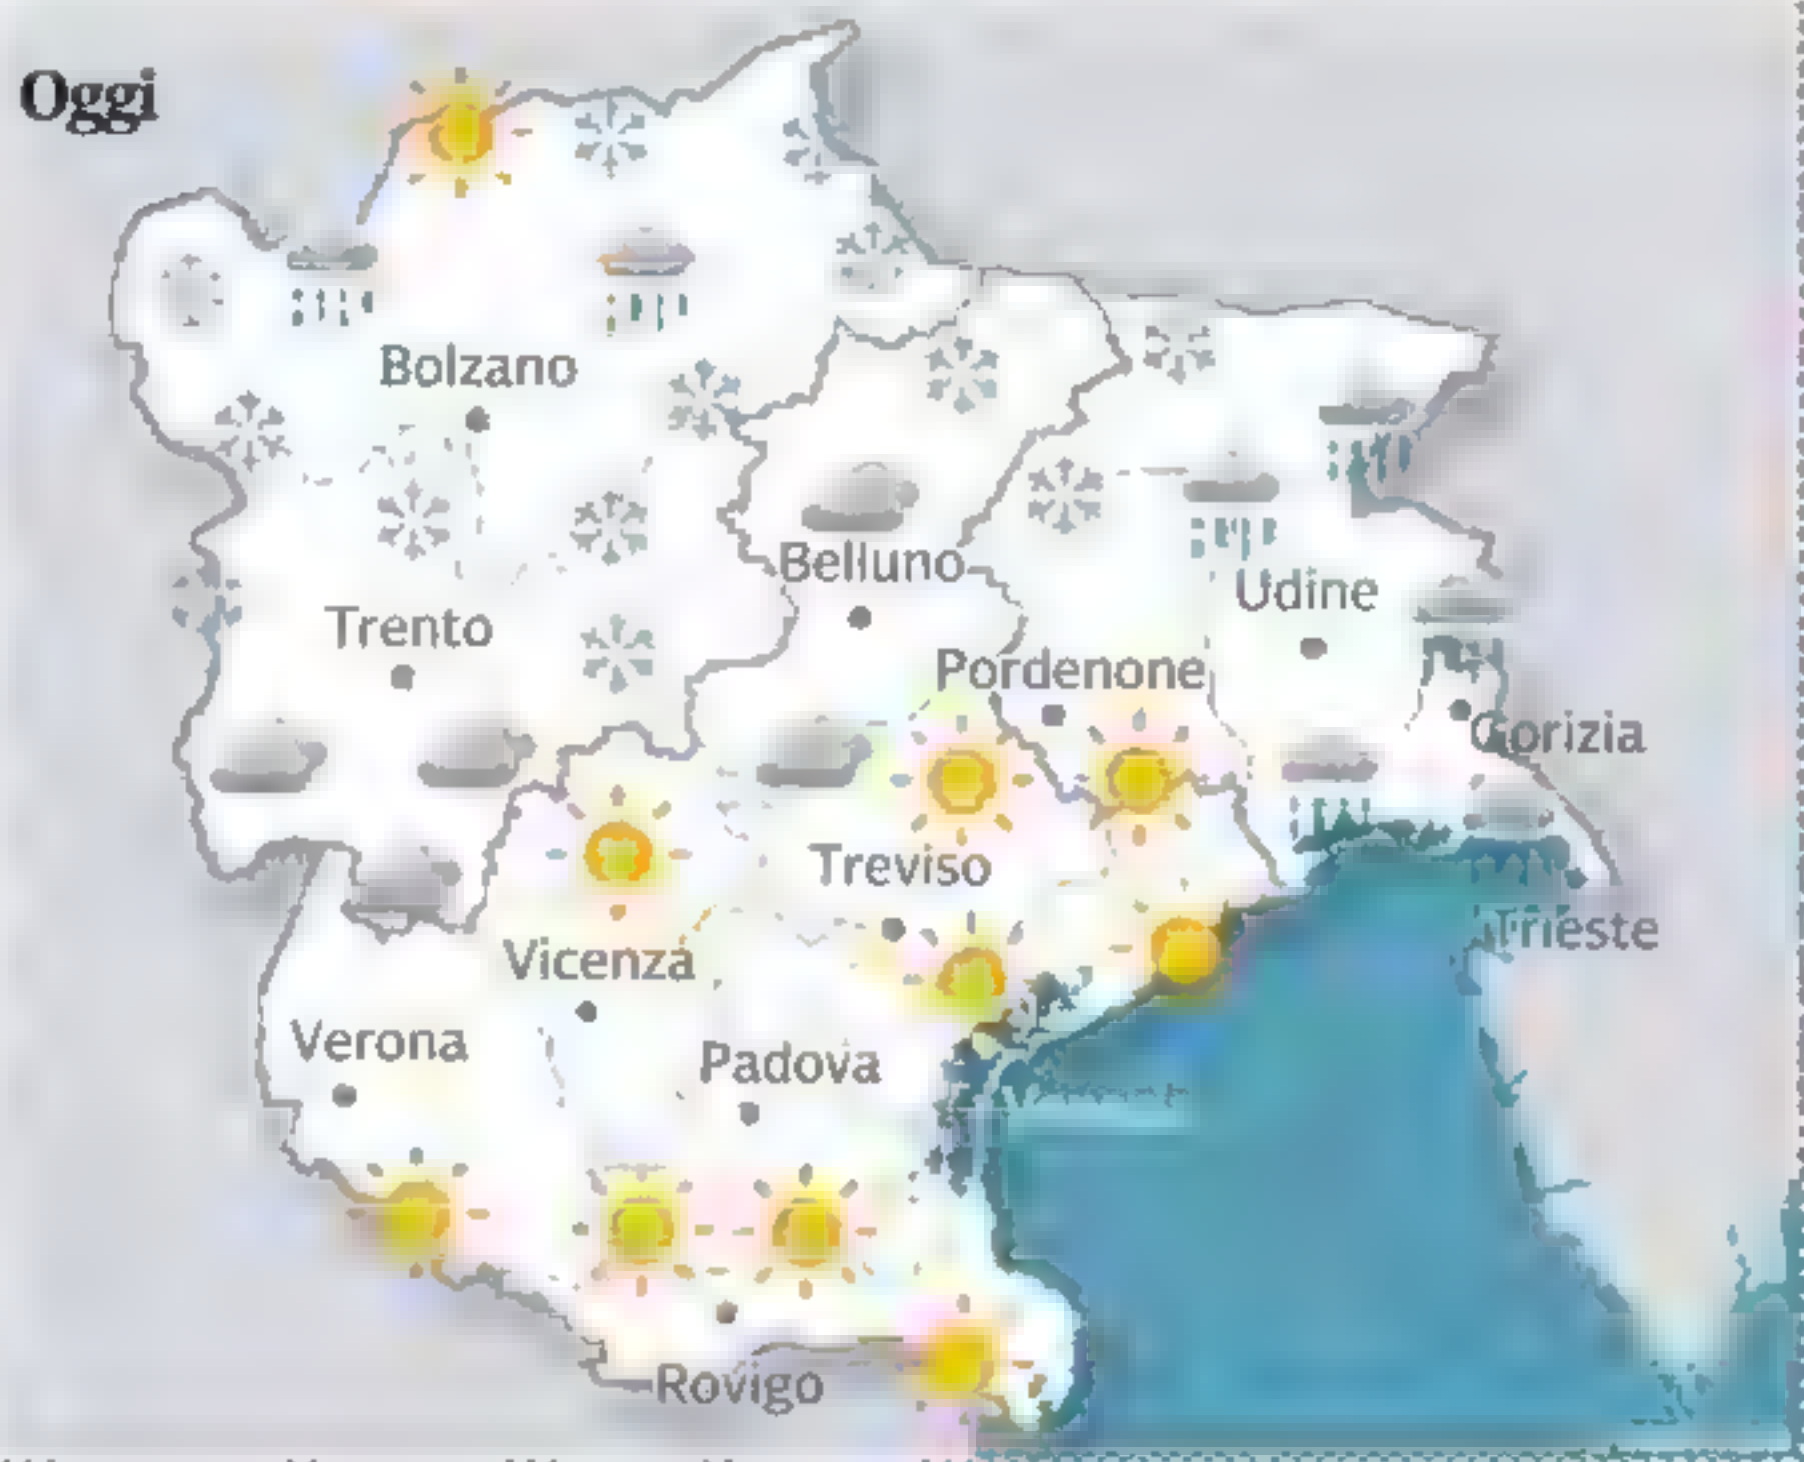 Oggi
Bolzano
Belluno
Udine
Trento
Pordenone
Gorizia
Treviso
Trieste
Vicenza
Verona
Padova
Rovigo